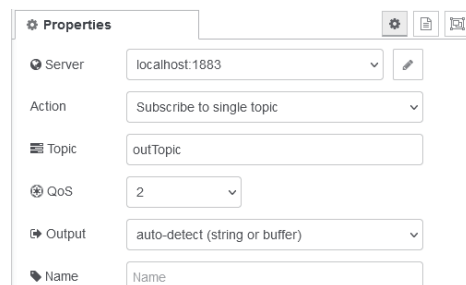 Properties
Server localhost:1883
Action Subscribe to single topic
Topic outTopic
QoS 2
Output auto-detect (string or buffer)
Name Name